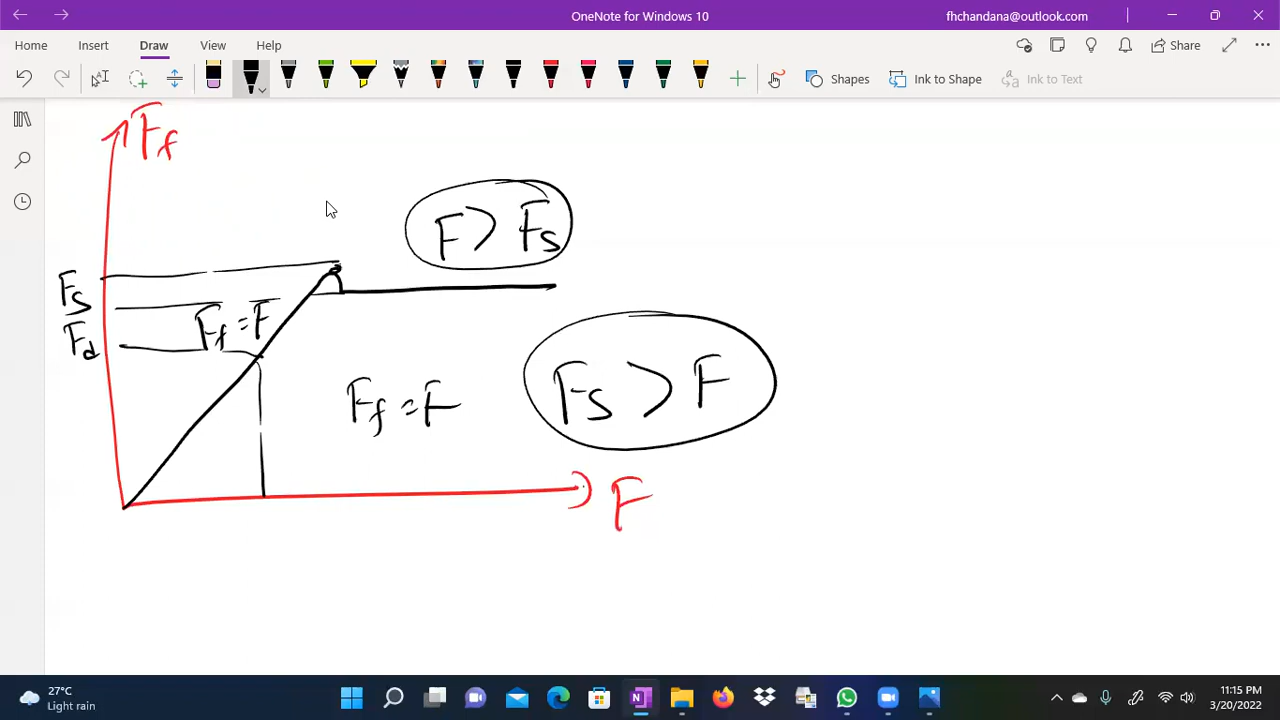 OneNote for Windows 10
fhchandana@outlook.com
Home Insert Draw View Help
Share
Shapes
Ink to Shape
Ink to Text
Ff
F > Fs
Fs
Ff = F
Fd
Fs > F
Ff = F
F
27°C
Light rain
11:15 PM
3/20/2022